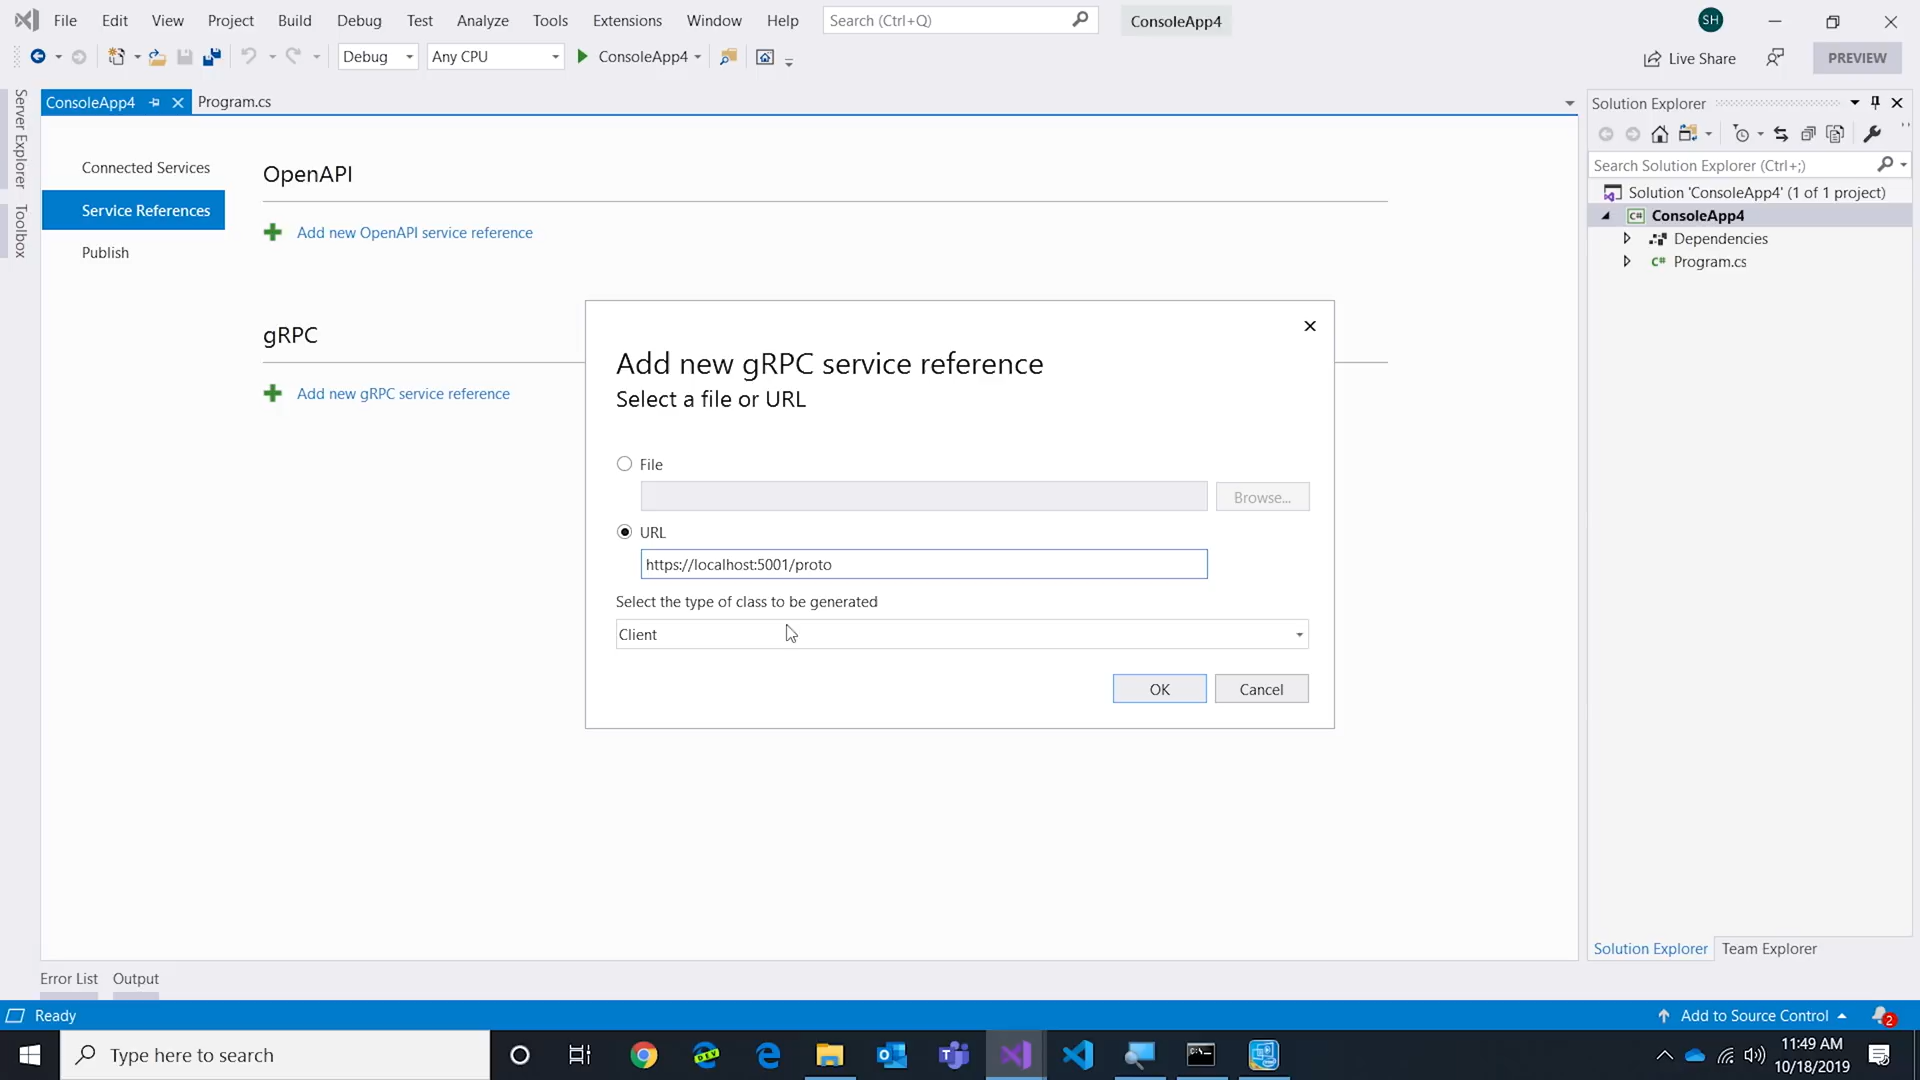 File Edit View Project Build Debug Test Analyze Tools Extensions Window Help Search (Ctrl+Q) ConsoleApp4 SH
Debug Any CPU ConsoleApp4 Live Share PREVIEW
Server Explorer
Toolbox
ConsoleApp4 Program.cs
Connected Services
Service References
Publish
OpenAPI
Add new OpenAPI service reference
gRPC
Add new gRPC service reference
Add new gRPC service reference
Select a file or URL
File
Browse...
URL
https://localhost:5001/proto
Select the type of class to be generated
Client
OK Cancel
Solution Explorer
Search Solution Explorer (Ctrl+;)
Solution 'ConsoleApp4' (1 of 1 project)
C# ConsoleApp4
Dependencies
C# Program.cs
Solution Explorer Team Explorer
Error List Output
Ready Add to Source Control 2
Type here to search
DEV
11:49 AM
10/18/2019